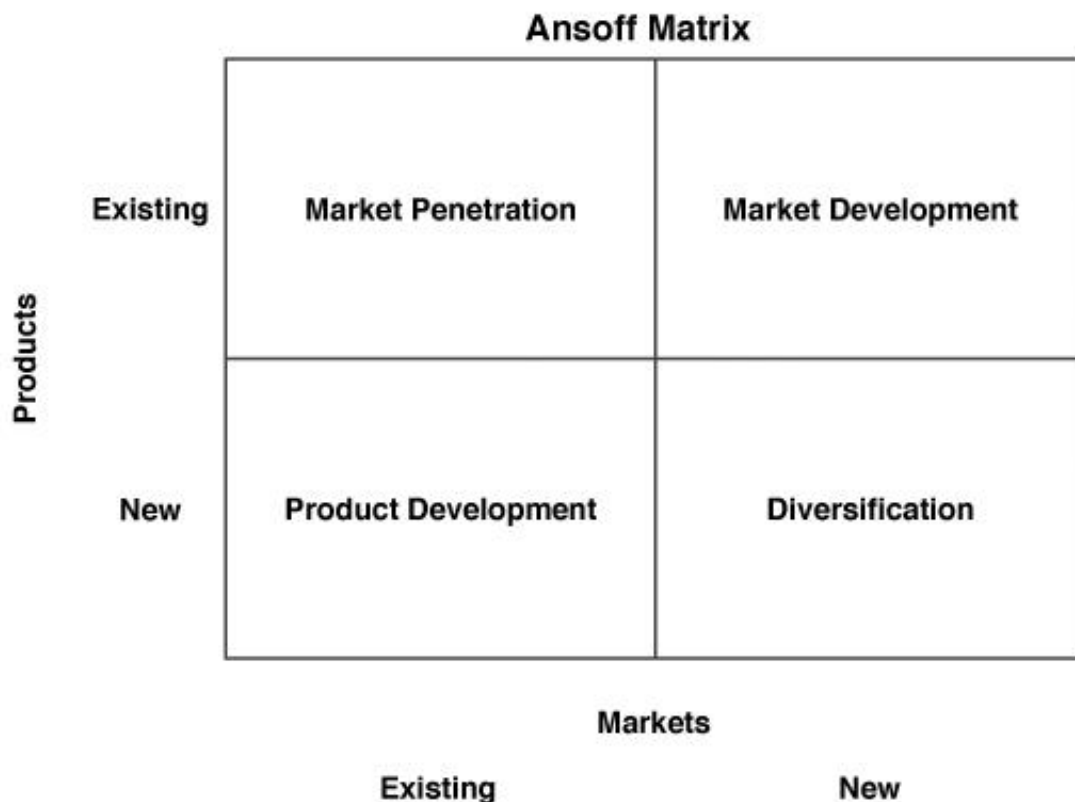 Ansoff Matrix
Existing
Market Penetration
Market Development
Products
New
Product Development
Diversification
Markets
Existing
New